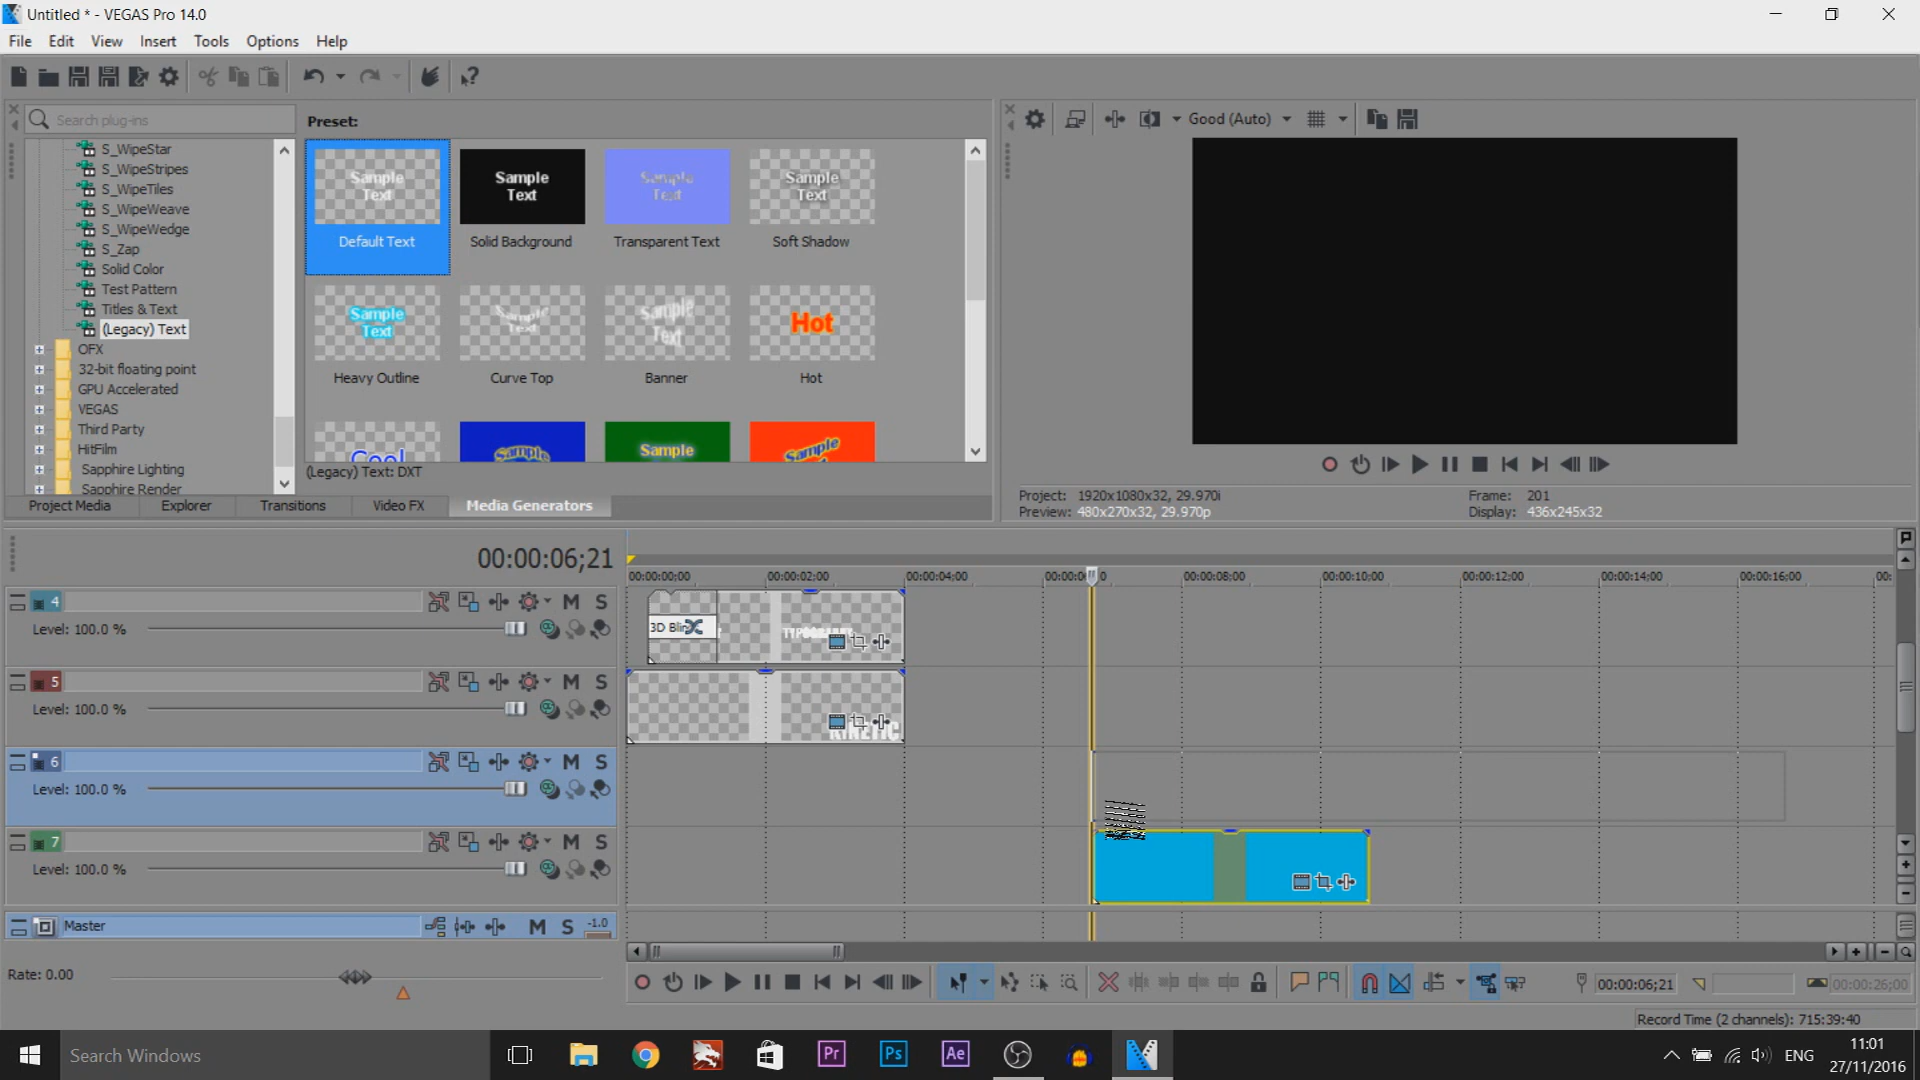 Untitled * - VEGAS Pro 14.0
File Edit View Insert Tools Options Help
Search plug-ins
Preset:
Good (Auto)
S_WipeStar
S_WipeStripes
S_WipeTiles
S_WipeWeave
S_WipeWedge
S_Zap
Solid Color
Test Pattern
Titles & Text
(Legacy) Text
OFX
32-bit floating point
GPU Accelerated
VEGAS
Third Party
HitFilm
Sapphire Lighting
Sapphire Render
Sample Text
Sample Text
Sample Text
Sample Text
Default Text
Solid Background
Transparent Text
Soft Shadow
Sample Text
Sample Text
Sample Text
Hot
Heavy Outline
Curve Top
Banner
Hot
Cool
Sample
Sample
Sample
(Legacy) Text: DXT
Project Media Explorer Transitions Video FX Media Generators
Project: 1920x1080x32, 29.970i
Preview: 480x270x32, 29.970p
Frame: 201
Display: 436x245x32
00:00:06;21
00:00:00;00 00:00:02;00 00:00:04;00 00:00:0 0 00:00:08;00 00:00:10;00 00:00:12;00 00:00:14;00 00:00:16;00 00:
4 M S
Level: 100.0 %
3D Blin
5 M S
Level: 100.0 %
KINETIC
6 M S
Level: 100.0 %
7 M S
Level: 100.0 %
Master M S -1.0
Rate: 0.00
00:00:06;21
00:00:26;00
Record Time (2 channels): 715:39:40
Search Windows
Pr Ps Ae
ENG
11:01
27/11/2016